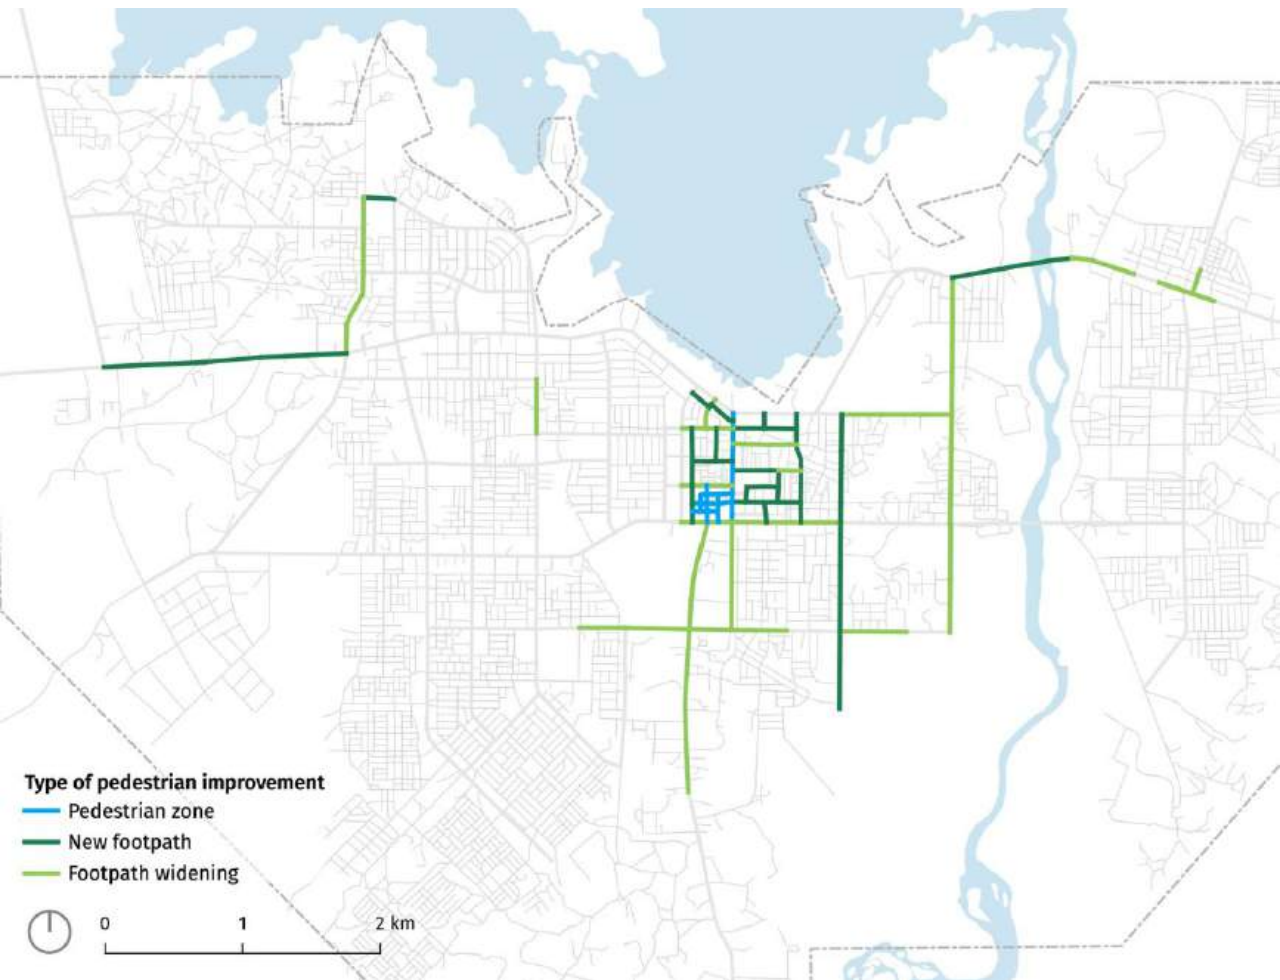 Type of pedestrian improvement
Pedestrian zone
New footpath
Footpath widening
0 1 2 km